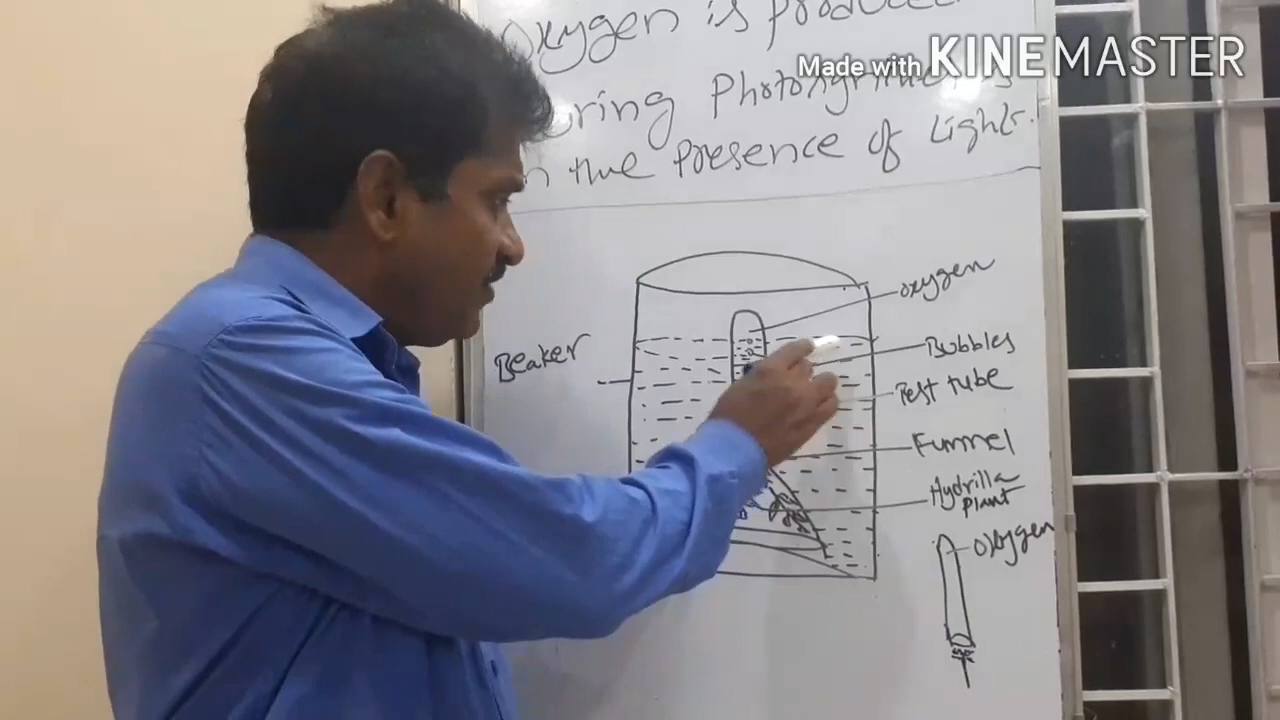 Oxygen is Produced
Made with KINEMASTER
During Photosynthesis
in the Presence of Light.
Oxygen
Beaker
Bubbles
Test tube
Funnel
Hydrilla
plant
Oxygen